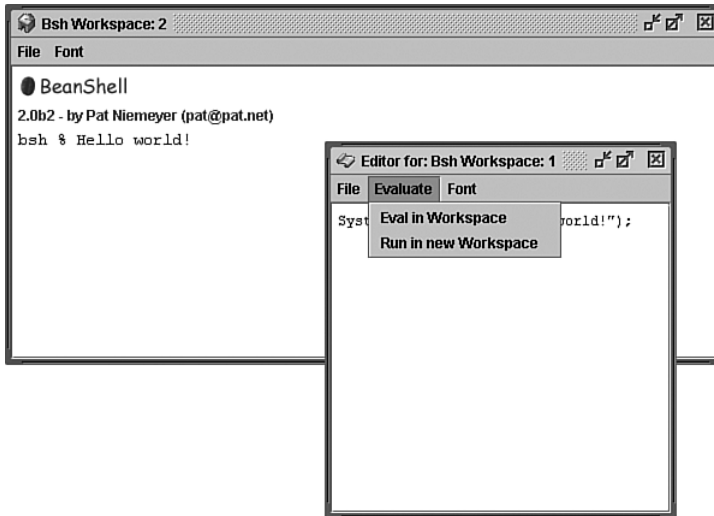 Bsh Workspace: 2
File Font
BeanShell
2.0b2 - by Pat Niemeyer (pat@pat.net)
bsh % Hello world!
Editor for: Bsh Workspace: 1
File Evaluate Font
Syst orld!");
Eval in Workspace
Run in new Workspace